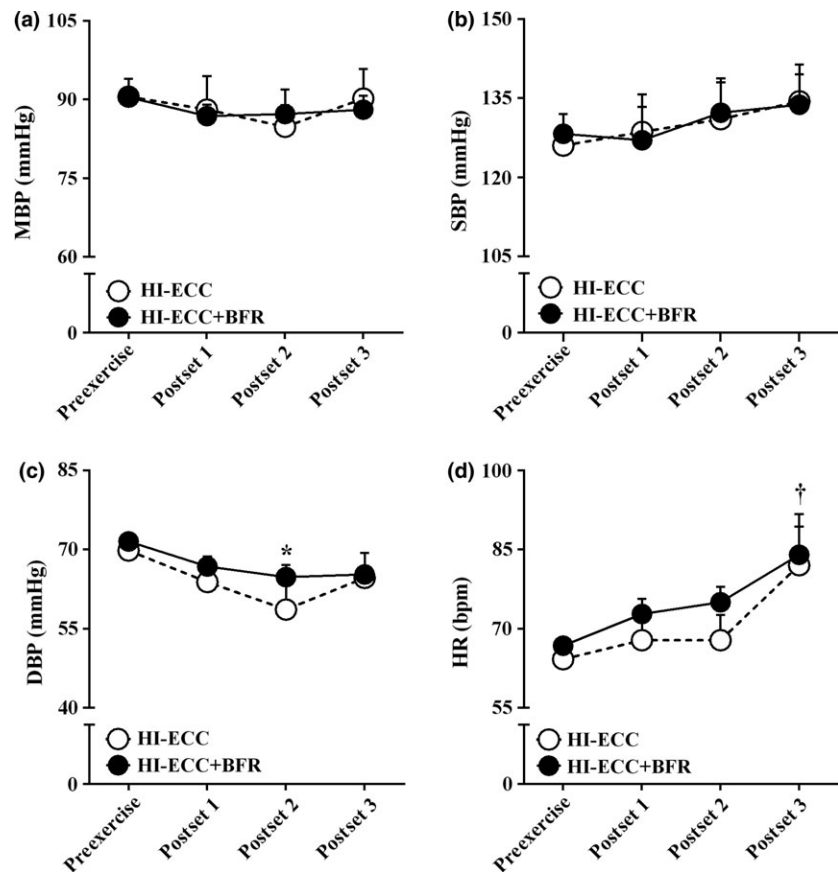 (a)
105
90
75
60
0
MBP (mmHg)
HI-ECC
HI-ECC+BFR
Preexercise
Postset 1
Postset 2
Postset 3
(b)
150
135
120
105
0
SBP (mmHg)
HI-ECC
HI-ECC+BFR
Preexercise
Postset 1
Postset 2
Postset 3
(c)
85
70
55
40
0
DBP (mmHg)
*
HI-ECC
HI-ECC+BFR
Preexercise
Postset 1
Postset 2
Postset 3
(d)
100
85
70
55
0
HR (bpm)
†
HI-ECC
HI-ECC+BFR
Preexercise
Postset 1
Postset 2
Postset 3